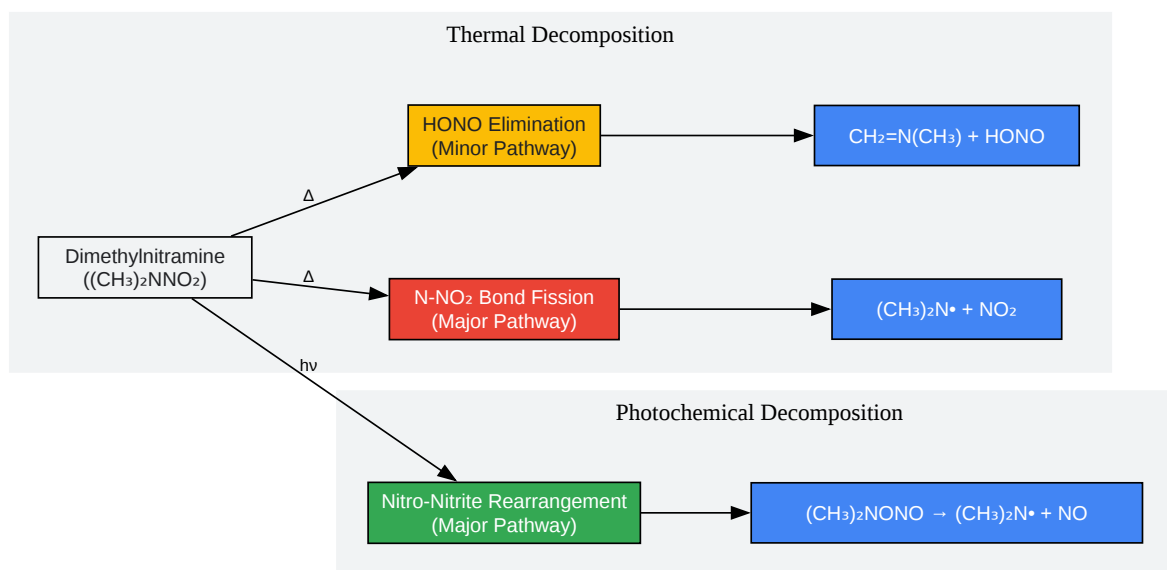 Thermal Decomposition
HONO Elimination
(Minor Pathway)
CH₂=N(CH₃) + HONO
Δ
Dimethylnitramine
((CH₃)₂NNO₂)
Δ
N-NO₂ Bond Fission
(Major Pathway)
(CH₃)₂N• + NO₂
hν
Photochemical Decomposition
Nitro-Nitrite Rearrangement
(Major Pathway)
(CH₃)₂NONO → (CH₃)₂N• + NO